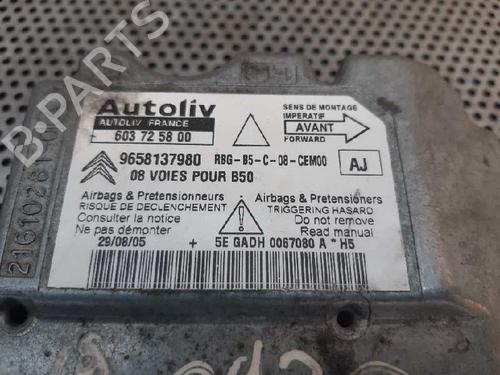 B-PARTS
Autoliv
AUTOLIV FRANCE
603 72 58 00
SENS DE MONTAGE
IMPERATIF
AVANT
FORWARD
9658137980 RBG-B5-C-08-CEM00 AJ
08 VOIES POUR B50
Airbags & Pretensionneurs
RISQUE DE DECLENCHEMENT
Consulter la notice
Ne pas démonter
Airbags & Pretensioners
TRIGGERING HASARD
Do not remove
Read manual
29/08/05 + 5E GADH 0067080 A * H5